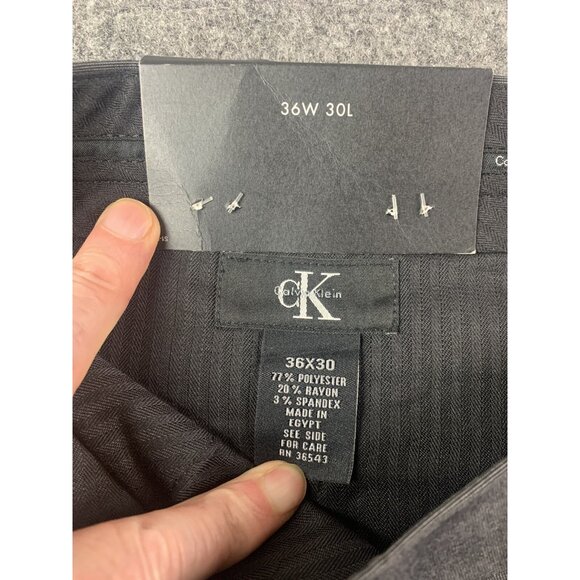 36W 30L
Ca
cK
Calvin Klein
36X30
77% POLYESTER
20% RAYON
3% SPANDEX
MADE IN
EGYPT
SEE SIDE
FOR CARE
RN 36543